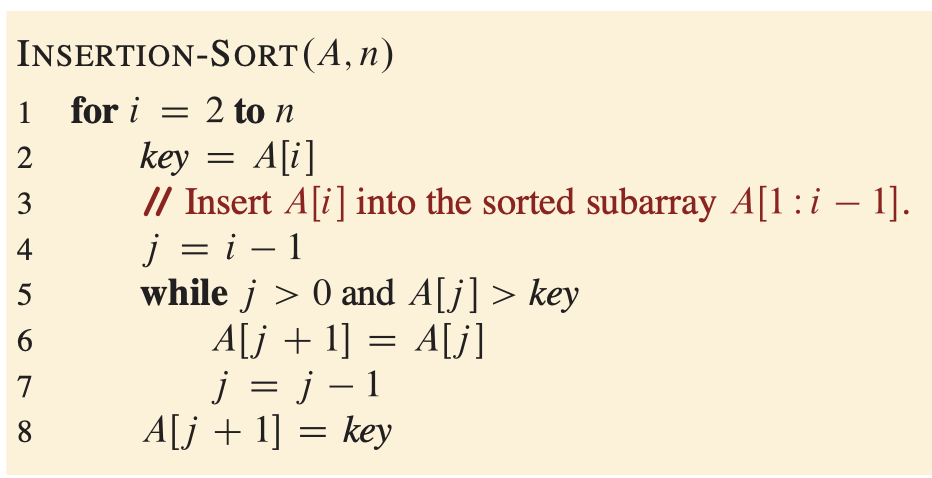 INSERTION-SORT(A, n)
1 for i = 2 to n
2 key = A[i]
3 // Insert A[i] into the sorted subarray A[1 : i − 1].
4 j = i − 1
5 while j > 0 and A[j] > key
6 A[j + 1] = A[j]
7 j = j − 1
8 A[j + 1] = key